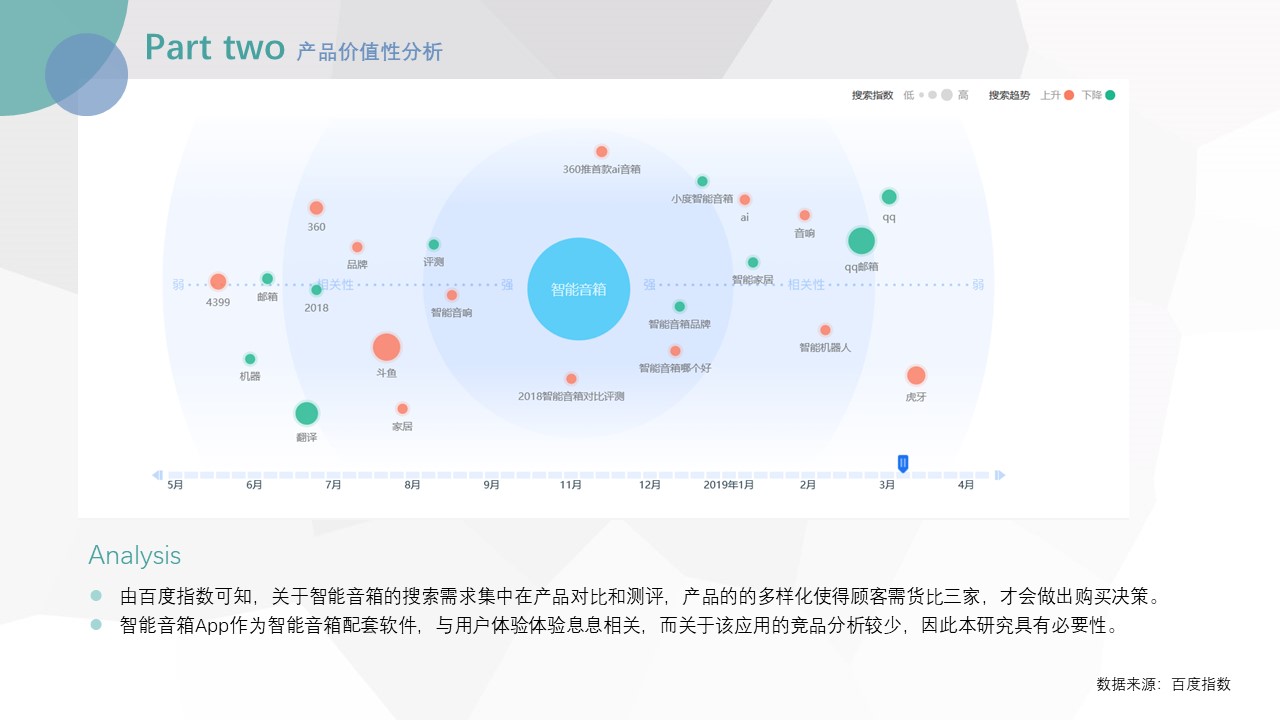 Part two 产品价值性分析
搜索指数 低 高 搜索趋势 上升 下降
360推首款ai音箱
小度智能音箱
qq
ai
360
音响
评测
品牌
qq邮箱
智能家居
弱 相关性 强 智能音箱 强 相关性 弱
4399
邮箱
2018
智能音响
智能音箱品牌
智能机器人
智能音箱哪个好
斗鱼
机器
2018智能音箱对比评测
虎牙
家居
翻译
5月 6月 7月 8月 9月 11月 12月 2019年1月 2月 3月 4月
Analysis
由百度指数可知，关于智能音箱的搜索需求集中在产品对比和测评，产品的的多样化使得顾客需货比三家，才会做出购买决策。
智能音箱App作为智能音箱配套软件，与用户体验体验息息相关，而关于该应用的竞品分析较少，因此本研究具有必要性。
数据来源：百度指数